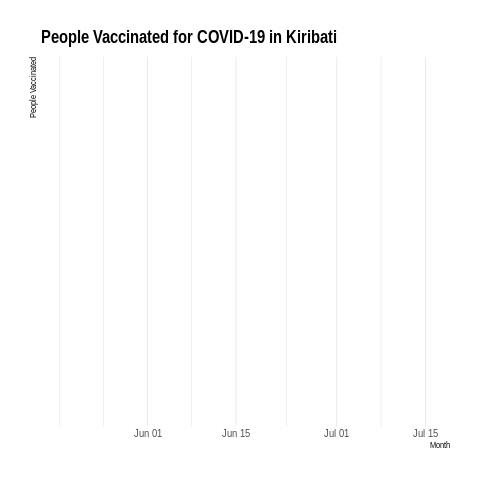 People Vaccinated for COVID-19 in Kiribati
People Vaccinated
Jun 01 Jun 15 Jul 01 Jul 15
Month